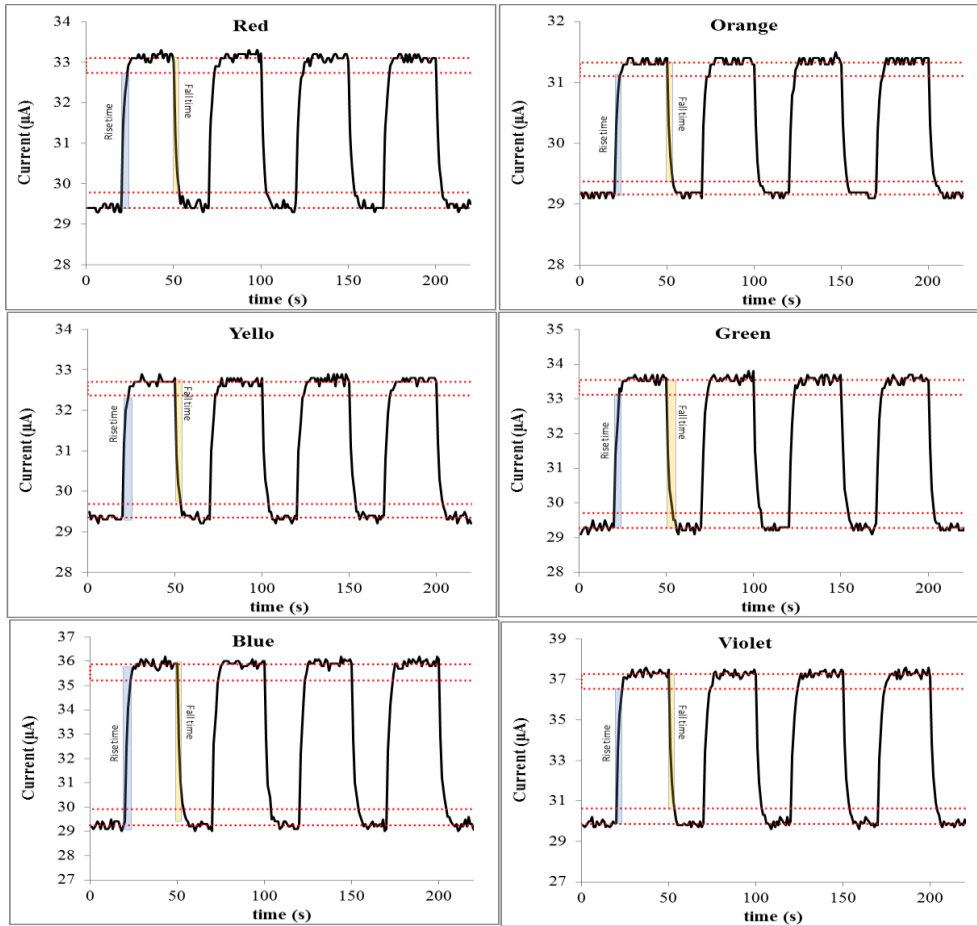 Red
Current (µA)
34
33
32
31
30
29
28
Rise time
Fall time
0 50 100 150 200
time (s)
Orange
Current (µA)
32
31
30
29
28
Rise time
Fall time
0 50 100 150 200
time (s)
Yello
Current (µA)
34
33
32
31
30
29
28
Rise time
Fall time
0 50 100 150 200
time (s)
Green
Current (µA)
35
34
33
32
31
30
29
28
Rise time
Fall time
0 50 100 150 200
time (s)
Blue
Current (µA)
37
36
35
34
33
32
31
30
29
28
27
Rise time
Fall time
0 50 100 150 200
time (s)
Violet
Current (µA)
39
37
35
33
31
29
27
Rise time
Fall time
0 50 100 150 200
time (s)